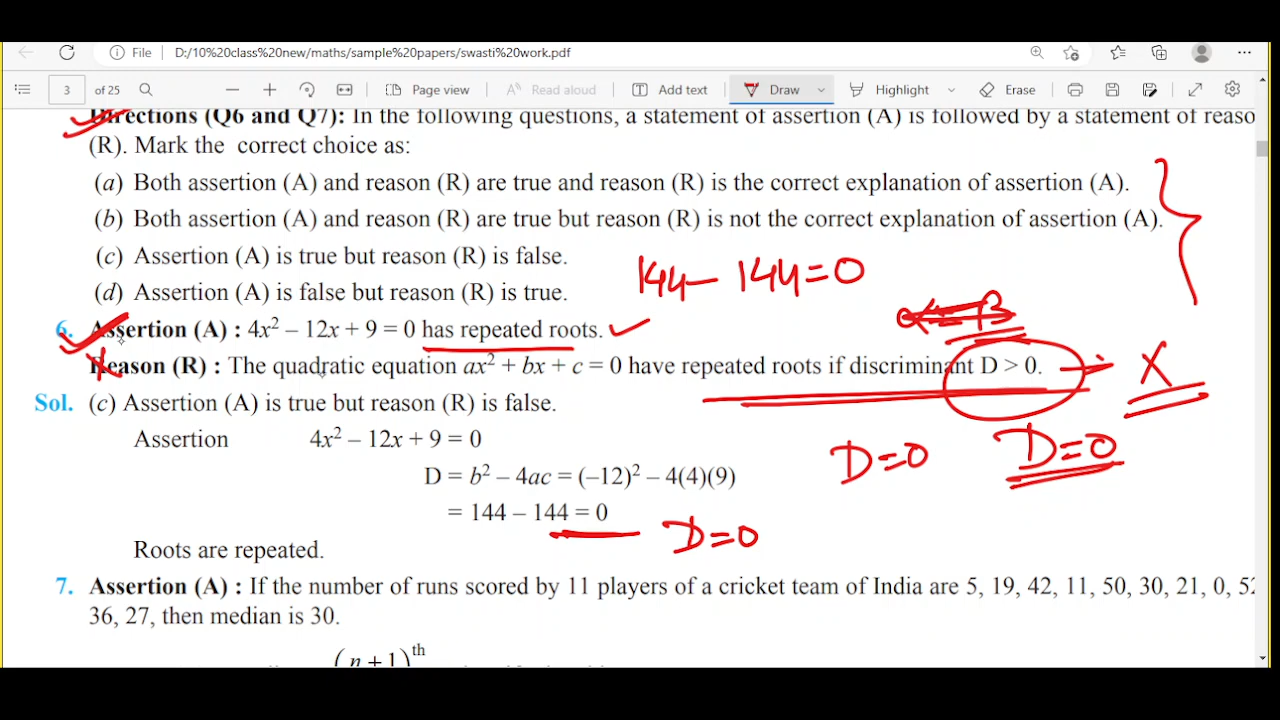 File D:/10%20class%20new/maths/sample%20papers/swasti%20work.pdf
3 of 25 Page view Read aloud Add text Draw Highlight Erase
Directions (Q6 and Q7): In the following questions, a statement of assertion (A) is followed by a statement of reaso
(R). Mark the correct choice as:
(a) Both assertion (A) and reason (R) are true and reason (R) is the correct explanation of assertion (A).
(b) Both assertion (A) and reason (R) are true but reason (R) is not the correct explanation of assertion (A).
(c) Assertion (A) is true but reason (R) is false.
144 – 144 = 0
(d) Assertion (A) is false but reason (R) is true.
6. Assertion (A) : 4x² – 12x + 9 = 0 has repeated roots.
Reason (R) : The quadratic equation ax² + bx + c = 0 have repeated roots if discriminant D > 0.
X
Sol. (c) Assertion (A) is true but reason (R) is false.
Assertion 4x² – 12x + 9 = 0
D=0 D=0
D = b² – 4ac = (–12)² – 4(4)(9)
= 144 – 144 = 0
D=0
Roots are repeated.
7. Assertion (A) : If the number of runs scored by 11 players of a cricket team of India are 5, 19, 42, 11, 50, 30, 21, 0, 52
36, 27, then median is 30.
(n + 1)th